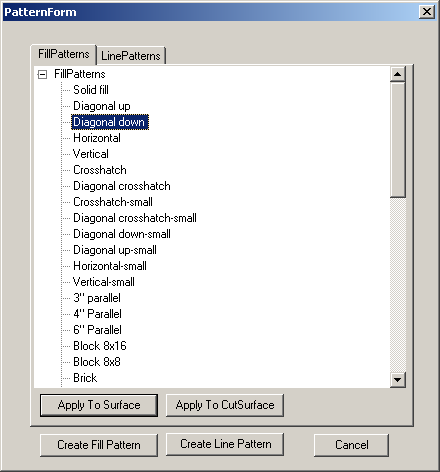 PatternForm
FillPatterns LinePatterns
FillPatterns
Solid fill
Diagonal up
Diagonal down
Horizontal
Vertical
Crosshatch
Diagonal crosshatch
Crosshatch-small
Diagonal crosshatch-small
Diagonal down-small
Diagonal up-small
Horizontal-small
Vertical-small
3" parallel
4" Parallel
6" Parallel
Block 8x16
Block 8x8
Brick
Apply To Surface Apply To CutSurface
Create Fill Pattern Create Line Pattern Cancel